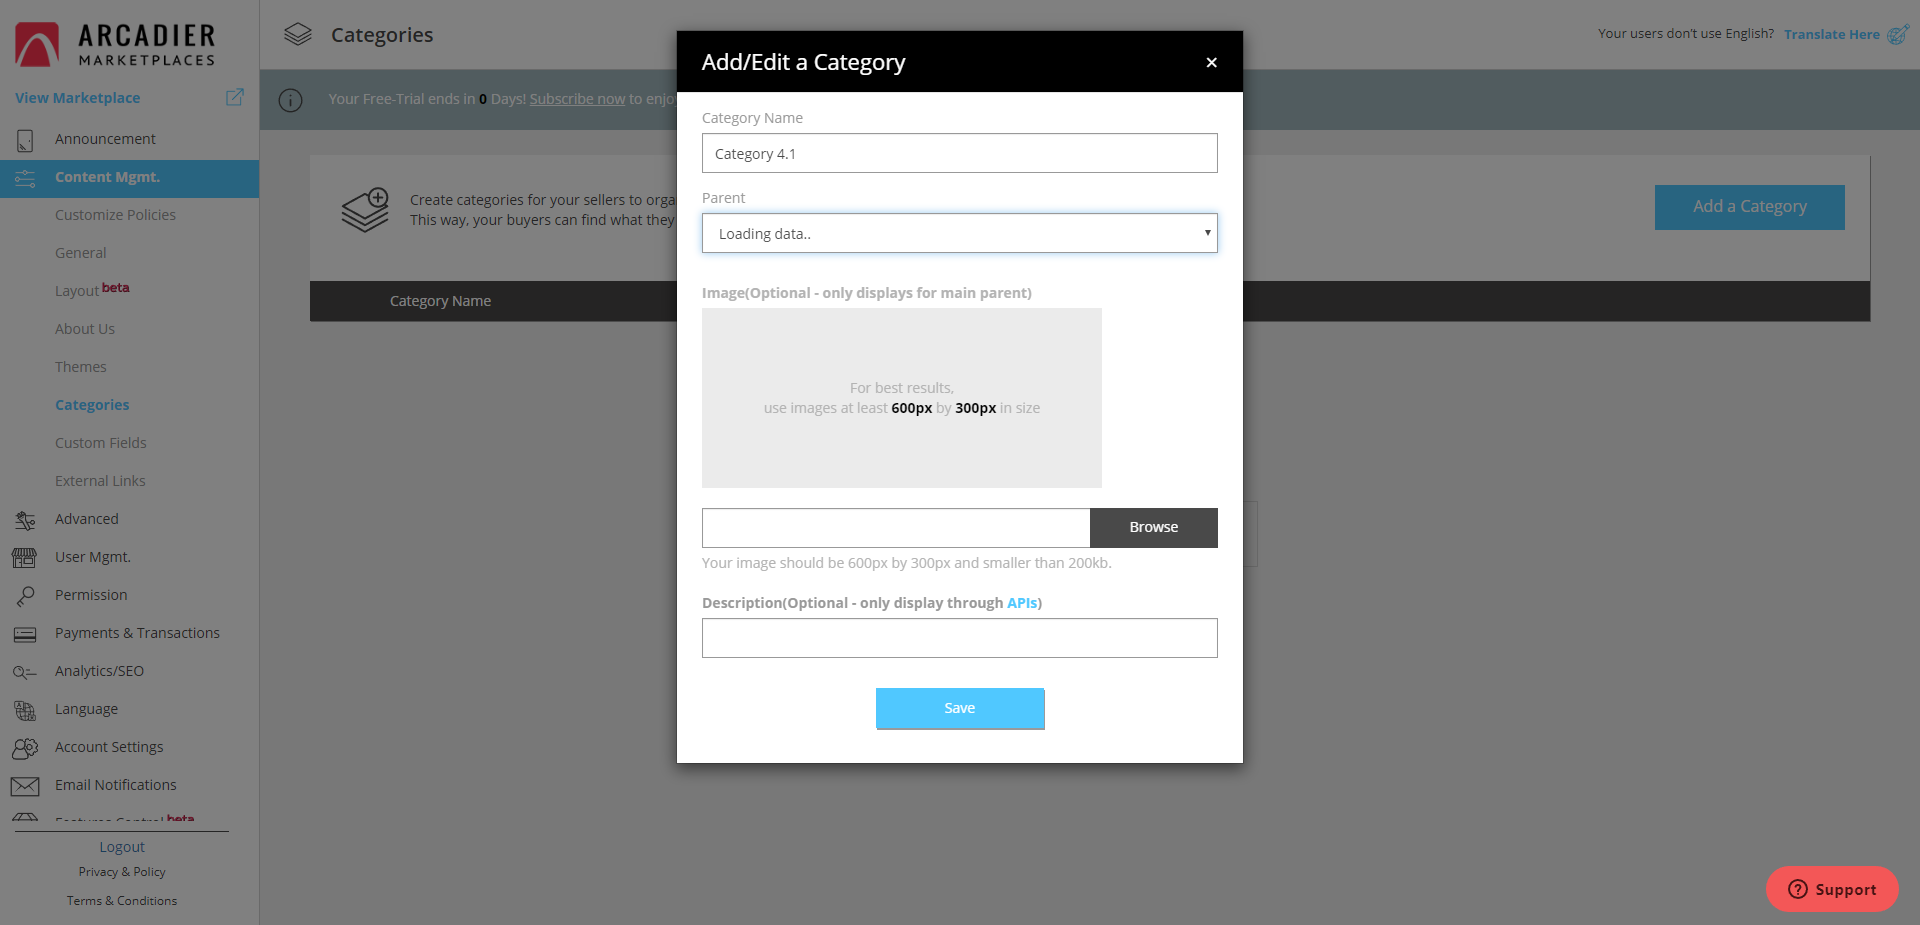 ARCADIER
MARKETPLACES
View Marketplace
Announcement
Content Mgmt.
Customize Policies
General
Layout beta
About Us
Themes
Categories
Custom Fields
External Links
Advanced
User Mgmt.
Permission
Payments & Transactions
Analytics/SEO
Language
Account Settings
Email Notifications
Features Control beta
Logout
Privacy & Policy
Terms & Conditions
Categories
Your users don't use English? Translate Here
Your Free-Trial ends in 0 Days! Subscribe now to enjoy
Create categories for your sellers to orga
This way, your buyers can find what they
Add a Category
Category Name
Add/Edit a Category
×
Category Name
Category 4.1
Parent
Loading data..
Image(Optional - only displays for main parent)
For best results,
use images at least 600px by 300px in size
Browse
Your image should be 600px by 300px and smaller than 200kb.
Description(Optional - only display through APIs)
Save
Support